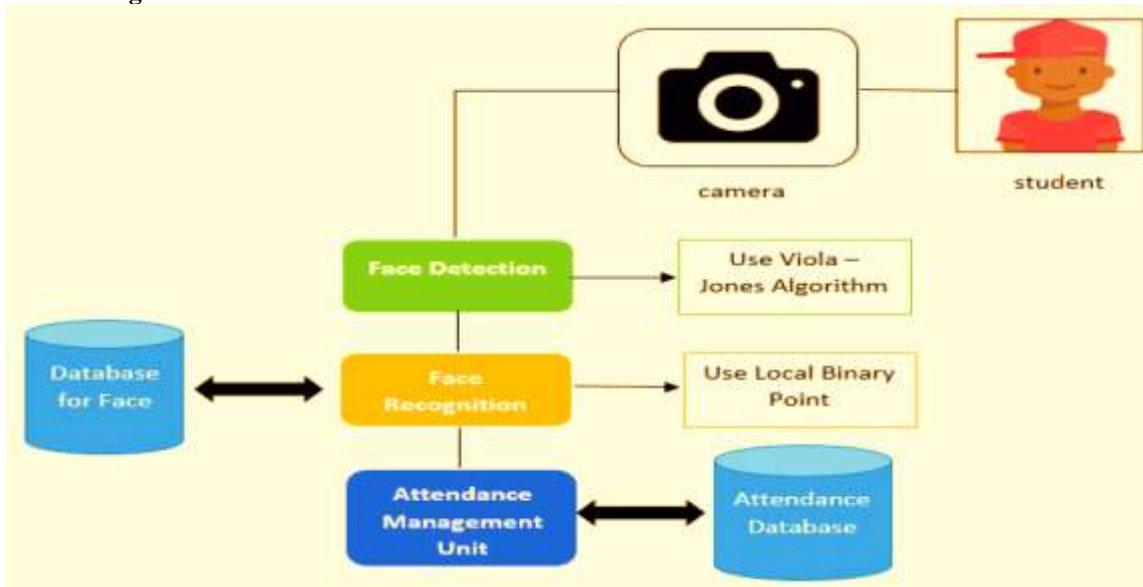 camera
student
Face Detection
Use Viola –
Jones Algorithm
Database
for Face
Face
Recognition
Use Local Binary
Point
Attendance
Management
Unit
Attendance
Database